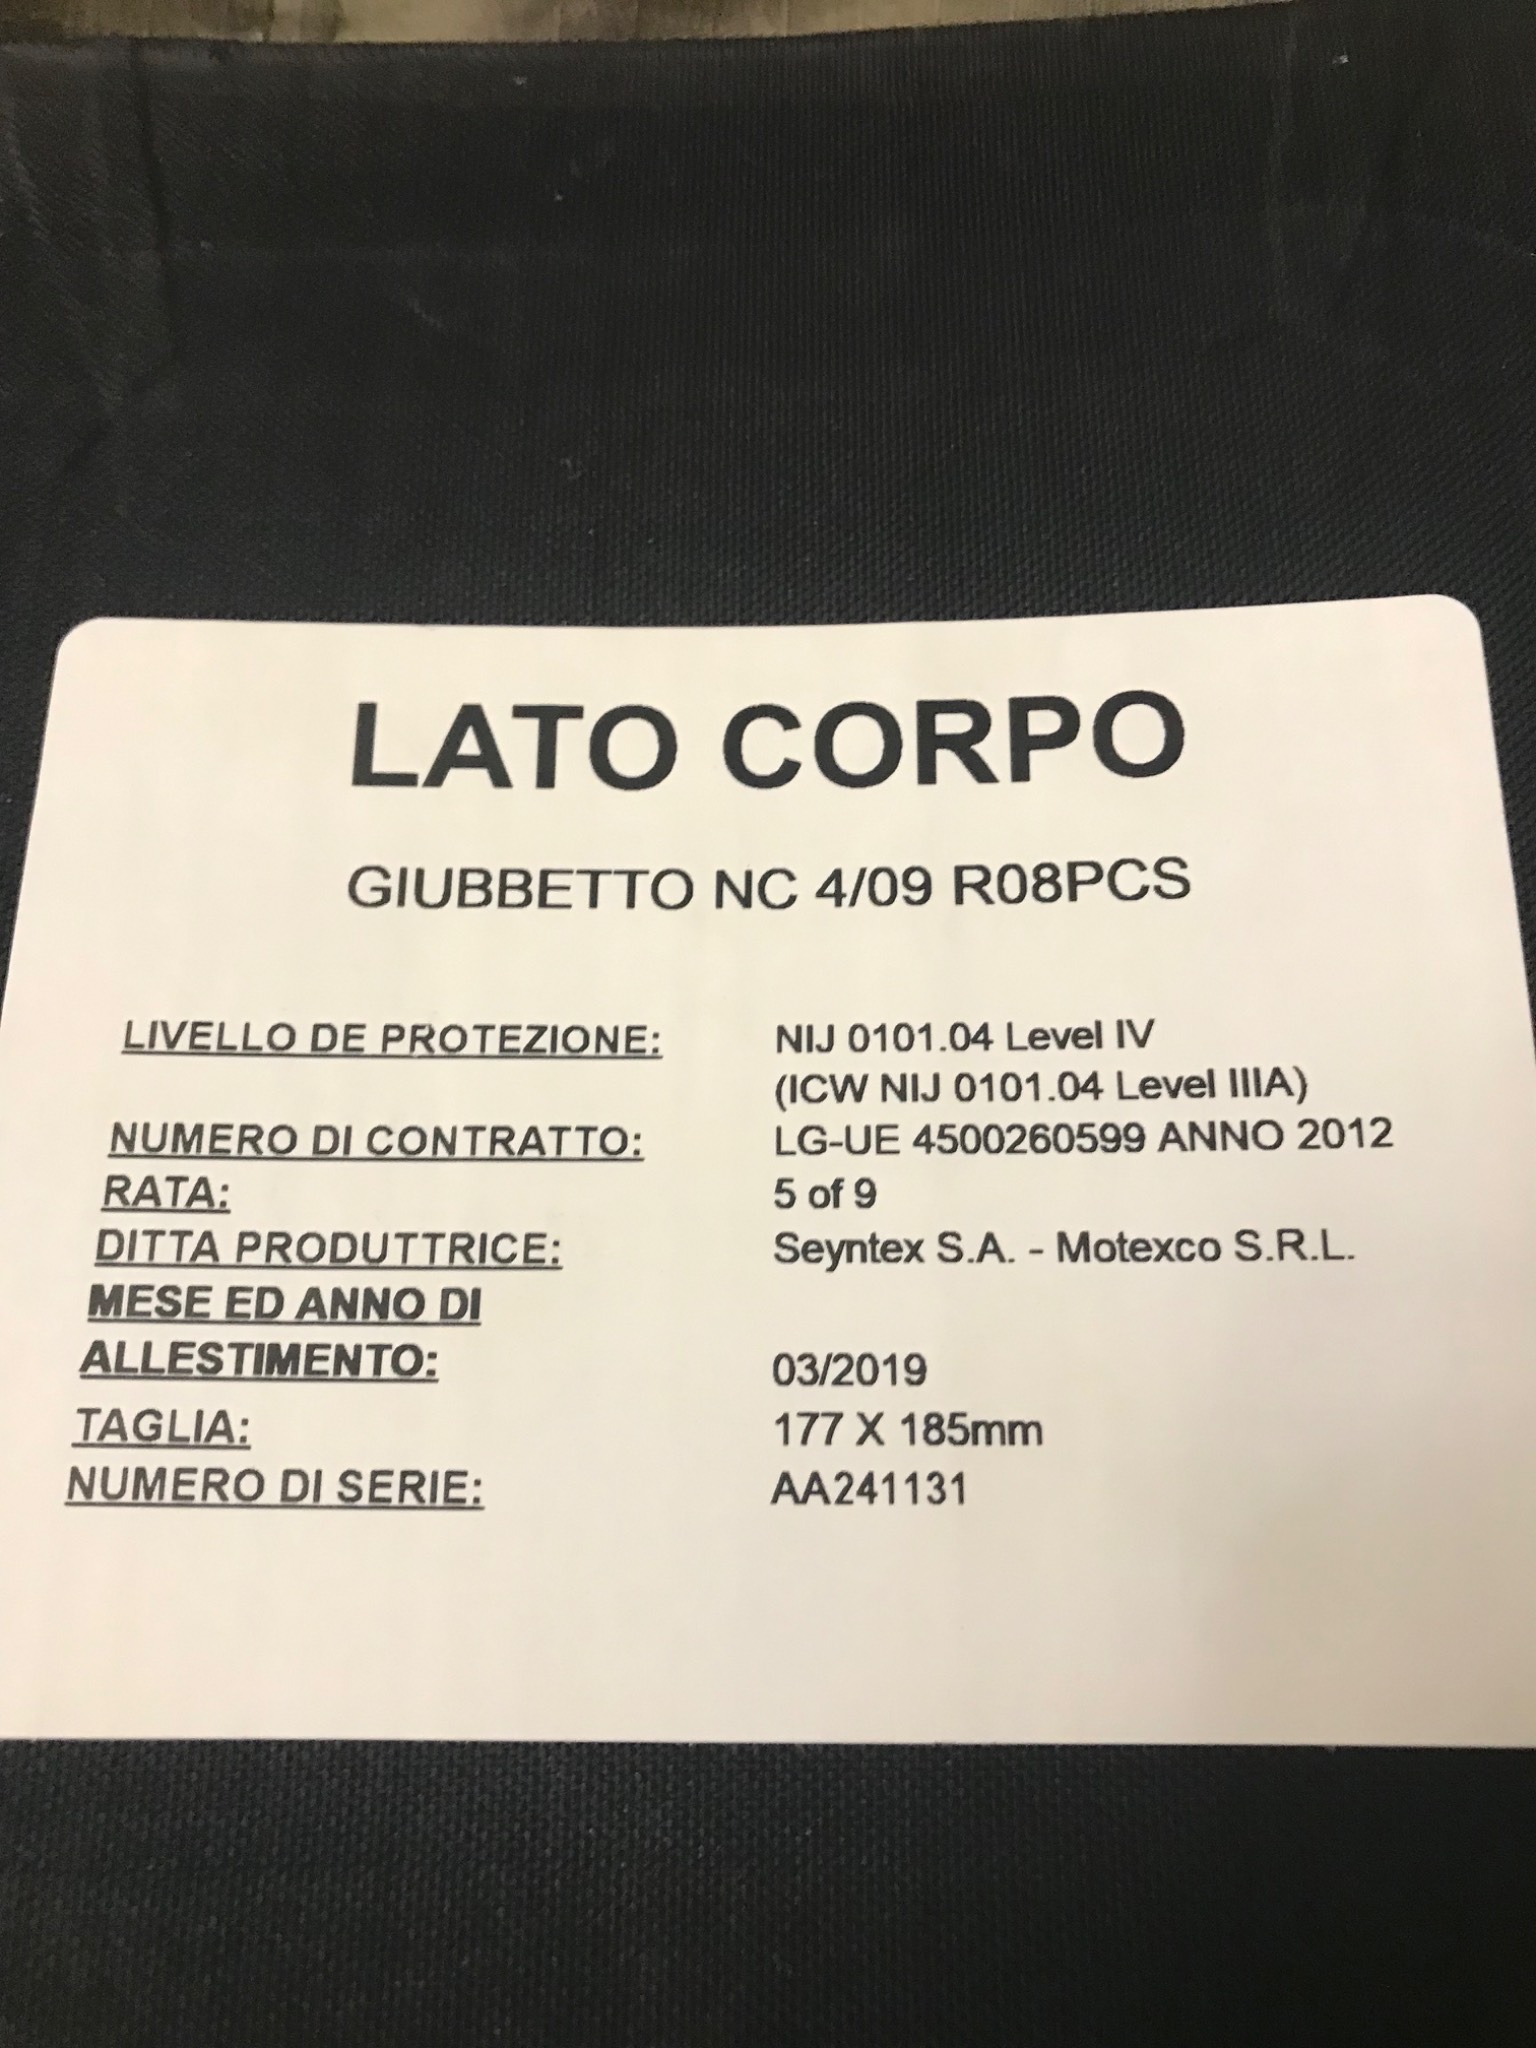 LATO CORPO
GIUBBETTO NC 4/09 R08PCS
LIVELLO DE PROTEZIONE: NIJ 0101.04 Level IV
(ICW NIJ 0101.04 Level IIIA)
NUMERO DI CONTRATTO: LG-UE 4500260599 ANNO 2012
RATA: 5 of 9
DITTA PRODUTTRICE: Seyntex S.A. - Motexco S.R.L.
MESE ED ANNO DI
ALLESTIMENTO: 03/2019
TAGLIA: 177 X 185mm
NUMERO DI SERIE: AA241131